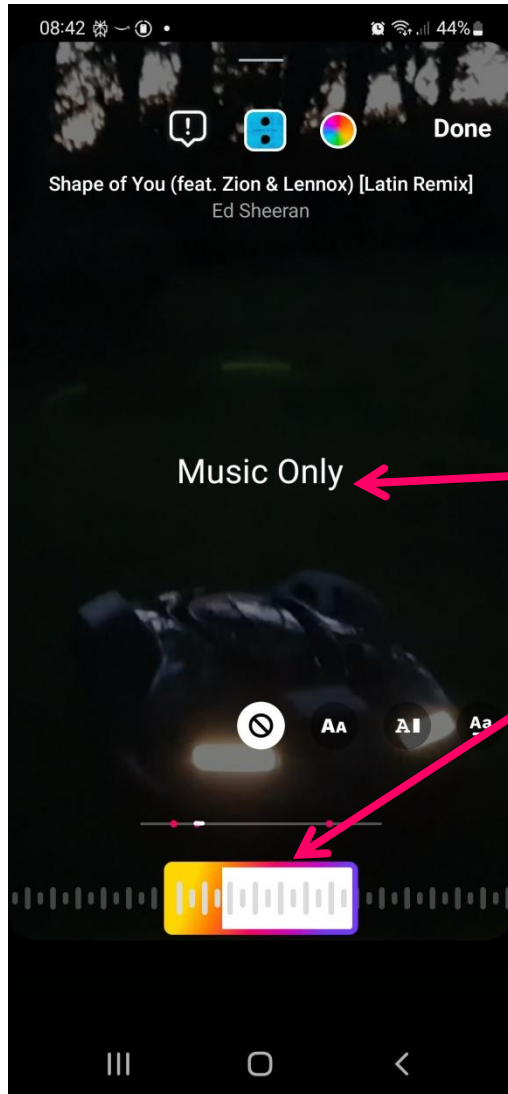 08:42 44%
Done
Shape of You (feat. Zion & Lennox) [Latin Remix]
Ed Sheeran
Music Only
AA A Aa